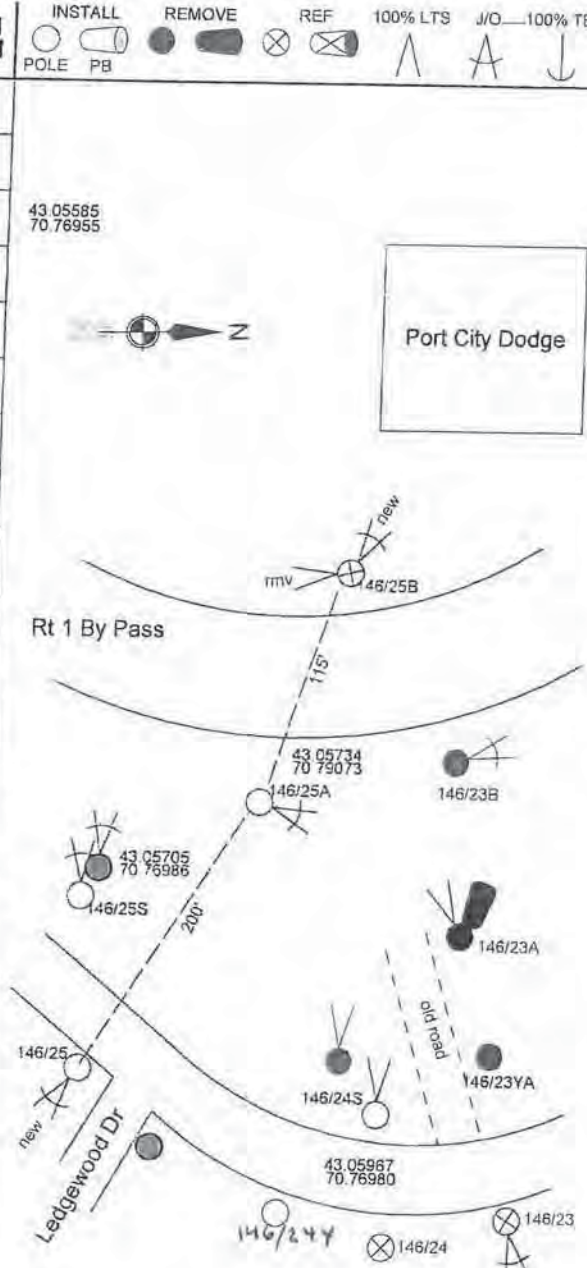 INSTALL REMOVE REF 100% LTS J/O 100% TE
POLE PB
43.05585
70.76955
N
Port City Dodge
new
rmv
146/25B
Rt 1 By Pass
115'
43.05734
70.79073
146/25A
146/23B
43.05705
70.76986
146/25S
200'
146/23A
old road
146/25
146/24S
146/23YA
new
Ledgewood Dr
43.05967
70.76980
146/24Y
146/24
146/23